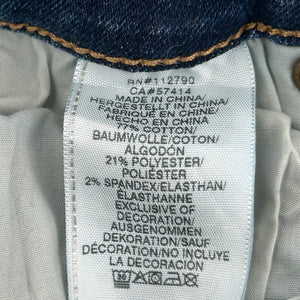 RN#112790
CA#57414
MADE IN CHINA/
HERGESTELLT IN CHINA/
FABRIQUÉ EN CHINE/
HECHO EN CHINA
77% COTTON/
BAUMWOLLE/COTON/
ALGODÓN
21% POLYESTER/
POLIÉSTER
2% SPANDEX/ELASTHAN/
ÉLASTHANNE
EXCLUSIVE OF
DECORATION/
AUSGENOMMEN
DEKORATION/SAUF
DÉCORATION/NO INCLUYE
LA DECORACIÓN